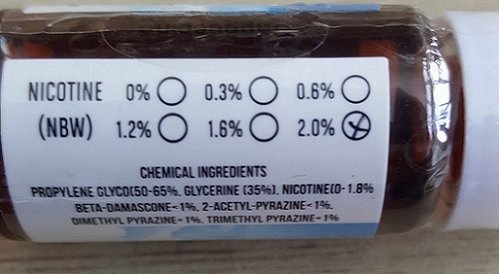 NICOTINE 0% 0.3% 0.6%
(NBW) 1.2% 1.6% 2.0%
CHEMICAL INGREDIENTS
PROPYLENE GLYCO(50-65%. GLYCERINE (35%). NICOTINE(0-1.8%
BETA-DAMASCONE<1%. 2-ACETYL-PYRAZINE<1%.
DIMETHYL PYRAZINE<1%. TRIMETHYL PYRAZINE<1%